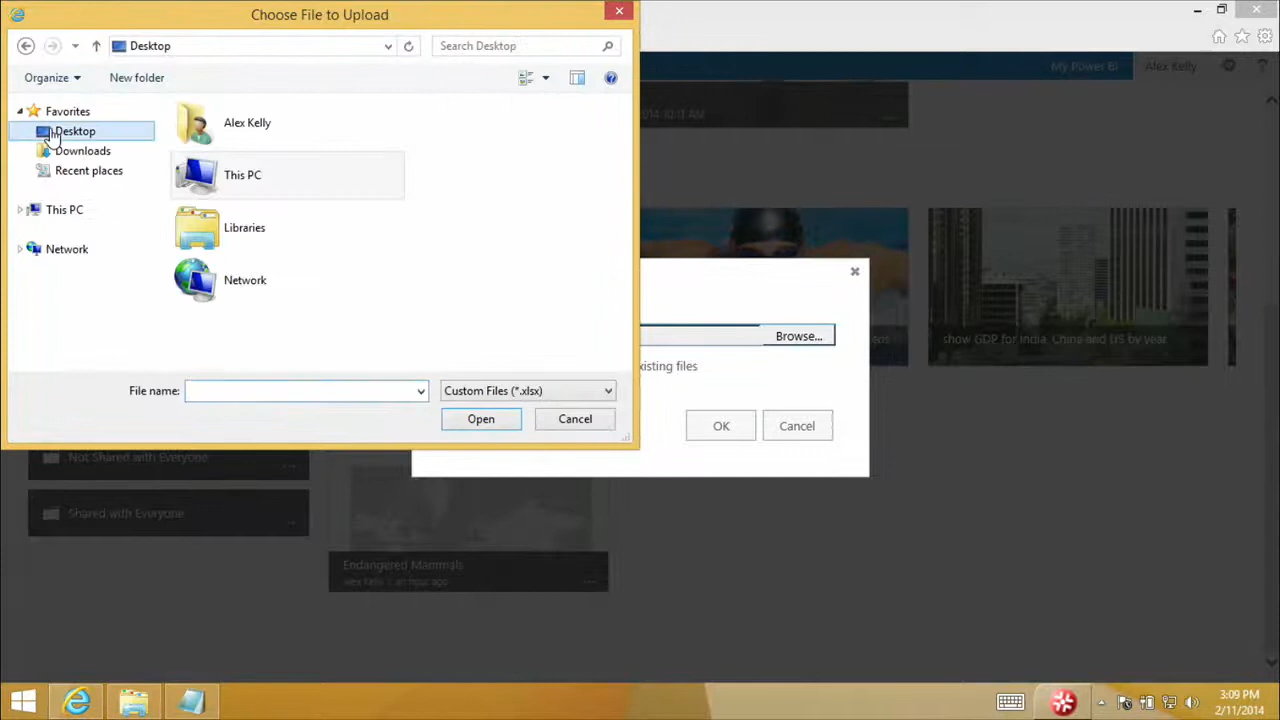 Choose File to Upload
Desktop
Search Desktop
Organize
New folder
Favorites
Desktop
Downloads
Recent places
This PC
Network
Alex Kelly
This PC
Libraries
Network
File name:
Custom Files (*.xlsx)
Open
Cancel
My Power BI
Alex Kelly
2014 10:13 AM
show GDP for India, China and US by year
Browse...
xisting files
OK
Cancel
Not Shared with Everyone
Shared with Everyone
Endangered Mammals
Alex Kelly | an hour ago
3:09 PM
2/11/2014